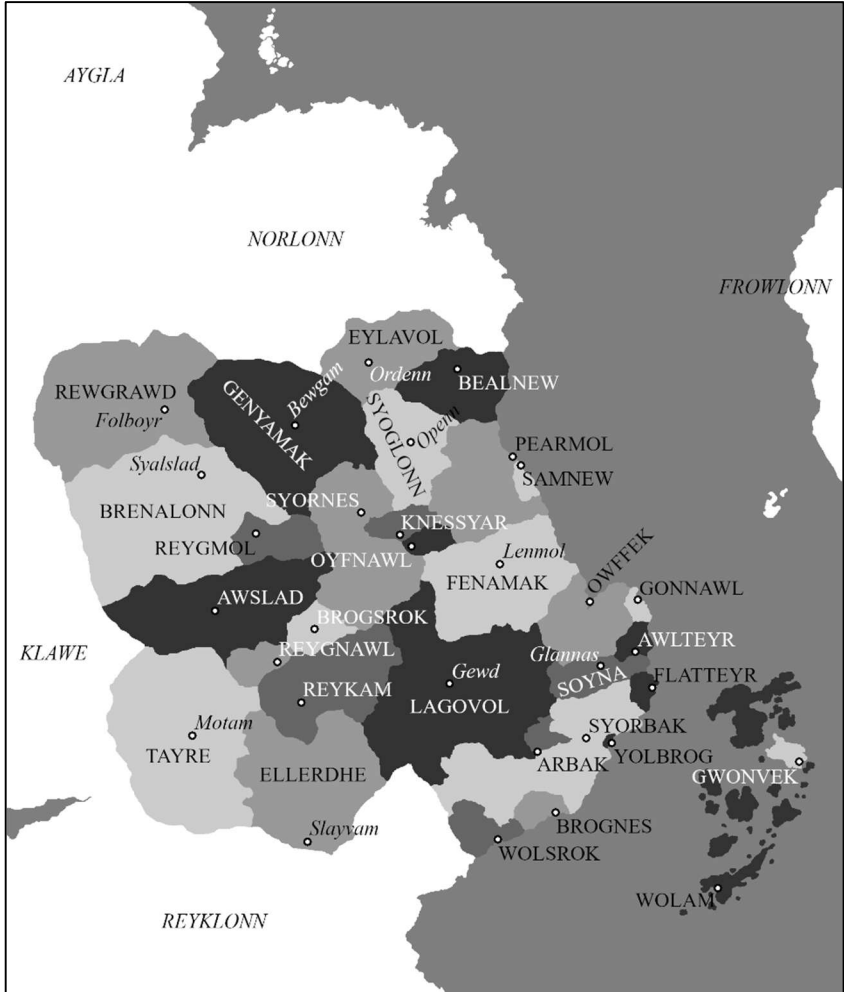 AYGLA
NORLONN
FROWLONN
EYLAVOL
Ordenn
BEALNEW
Bewgam
REWGRAWD
Folboyr
GENYAMAK
SYOGLONN
Openn
PEARMOL
SAMNEW
Syalslad
BRENALONN
SYORNES
KNESSYAR
REYGMOL
OYFNAWL
Lenmol
FENAMAK
OWFFEK
GONNAWL
AWSLAD
BROGSROK
AWLTEYR
KLAWE
REYGNAWL
Glannas
SOYNA
FLATTEYR
REYKAM
Gewd
LAGOVOL
Motam
TAYRE
SYORBAK
YOLBROG
ARBAK
ELLERDHE
GWONVEK
Slayvam
BROGNES
WOLSROK
WOLAM
REYKLONN